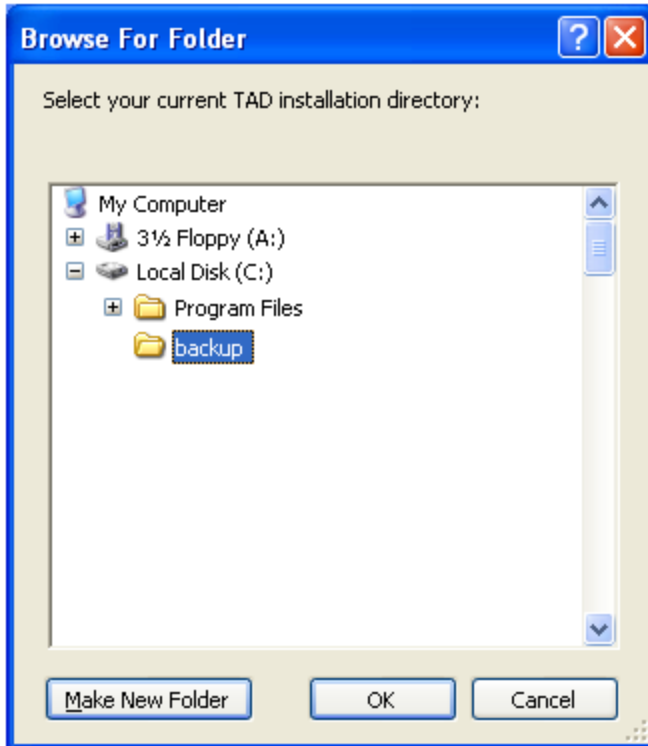 Browse For Folder
Select your current TAD installation directory:
My Computer
3½ Floppy (A:)
Local Disk (C:)
Program Files
backup
Make New Folder
OK
Cancel